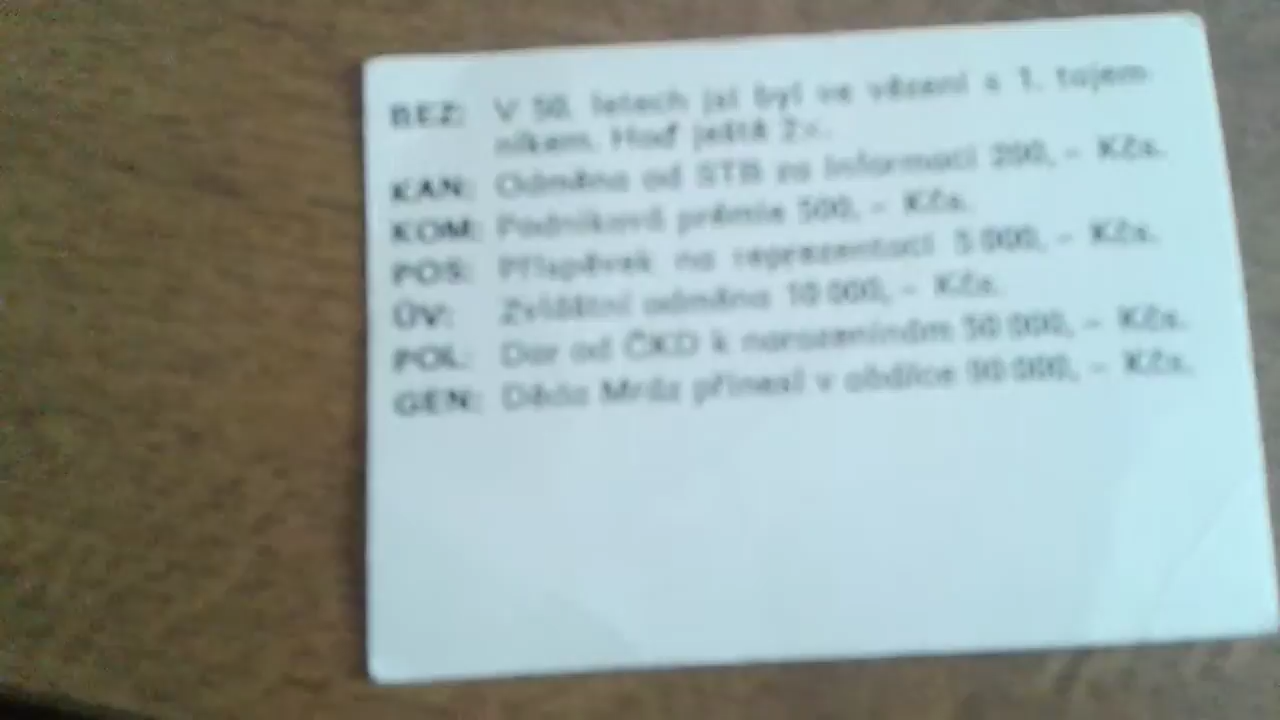 BEZ: V 50. letech jsi byl ve vězení s 1. tajem-
níkem. Hoď ještě 2×.
KAN: Odměna od STB za informaci 200,– Kčs.
KOM: Podniková prémie 500,– Kčs.
POS: Příspěvek na reprezentaci 5 000,– Kčs.
ÚV: Zvláštní odměna 10 000,– Kčs.
POL: Dar od ČKD k narozeninám 50 000,– Kčs.
GEN: Děda Mráz přinesl v obálce 90 000,– Kčs.